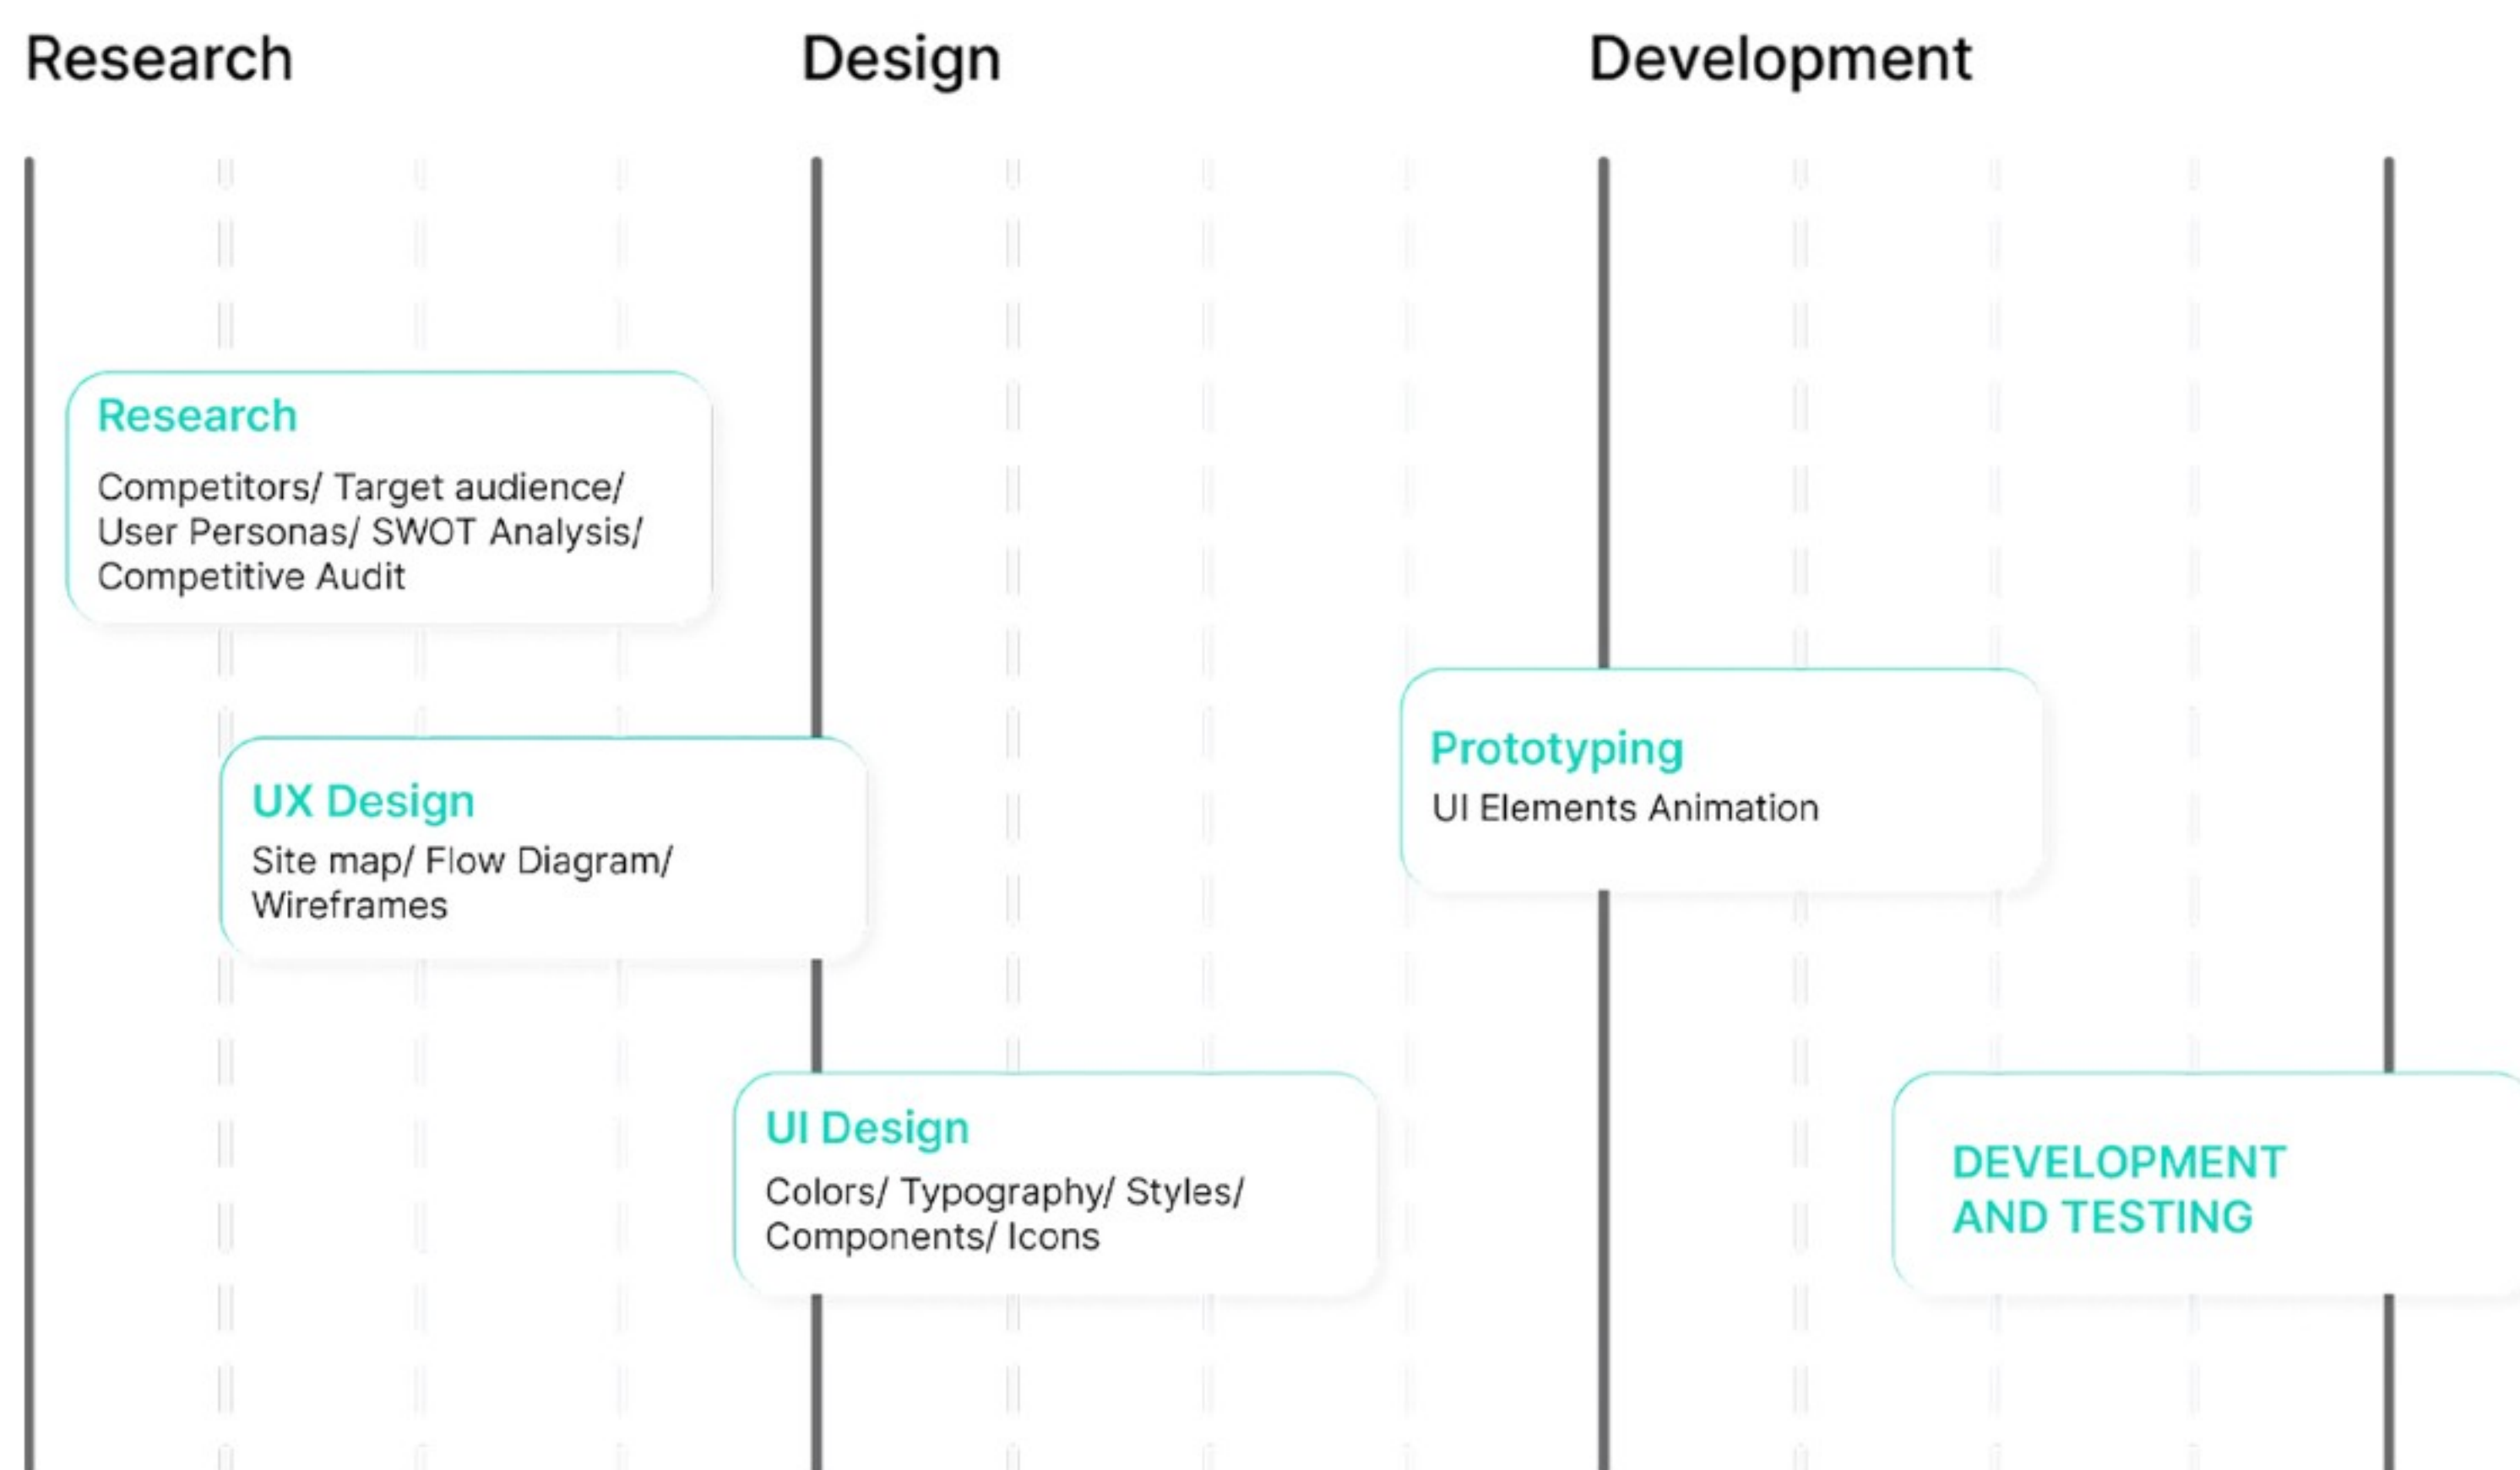 Research
Design
Development
Research
Competitors/ Target audience/
User Personas/ SWOT Analysis/
Competitive Audit
UX Design
Site map/ Flow Diagram/
Wireframes
Prototyping
UI Elements Animation
UI Design
Colors/ Typography/ Styles/
Components/ Icons
DEVELOPMENT
AND TESTING